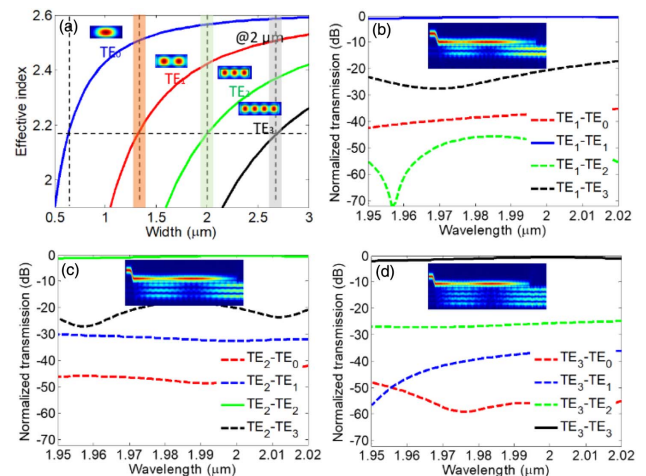 (a)
2.6
2.4
2.2
2
Effective index
TE₀
TE₁
TE₂
TE₃
@2 μm
0.5 1 1.5 2 2.5 3
Width (μm)
(b)
0
-10
-20
-30
-40
-50
-60
-70
Normalized transmission (dB)
TE₁-TE₀
TE₁-TE₁
TE₁-TE₂
TE₁-TE₃
1.95 1.96 1.97 1.98 1.99 2 2.01 2.02
Wavelength (μm)
(c)
0
-10
-20
-30
-40
-50
-60
-70
Normalized transmission (dB)
TE₂-TE₀
TE₂-TE₁
TE₂-TE₂
TE₂-TE₃
1.95 1.96 1.97 1.98 1.99 2 2.01 2.02
Wavelength (μm)
(d)
0
-10
-20
-30
-40
-50
-60
-70
Normalized transmission (dB)
TE₃-TE₀
TE₃-TE₁
TE₃-TE₂
TE₃-TE₃
1.95 1.96 1.97 1.98 1.99 2 2.01 2.02
Wavelength (μm)